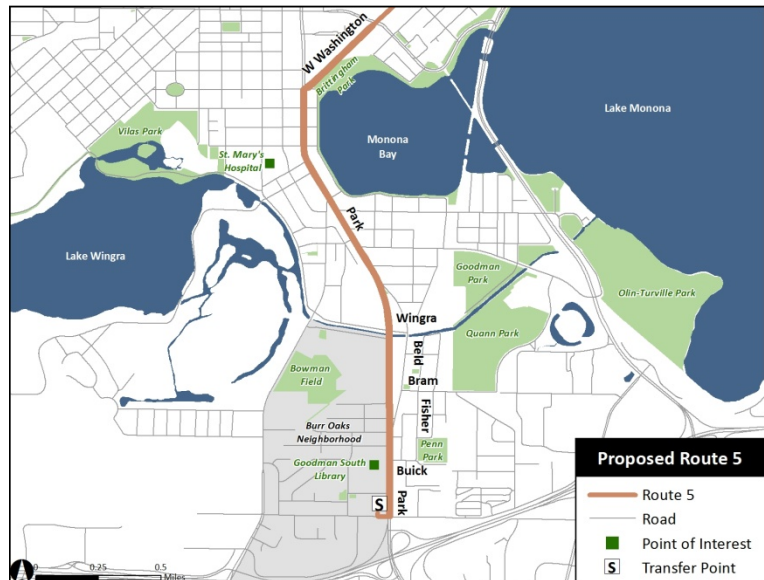 W Washington
Brittingham
Park
Lake Monona
Vilas Park
Monona
Bay
St. Mary's
Hospital
Park
Lake Wingra
Goodman
Park
Olin-Turville Park
Wingra
Quann Park
Beld
Bowman
Field
Bram
Fisher
Burr Oaks
Neighborhood
Penn
Park
Goodman South
Library
Buick
Park
S
Proposed Route 5
Route 5
Road
Point of Interest
S Transfer Point
N
0 0.25 0.5
Miles